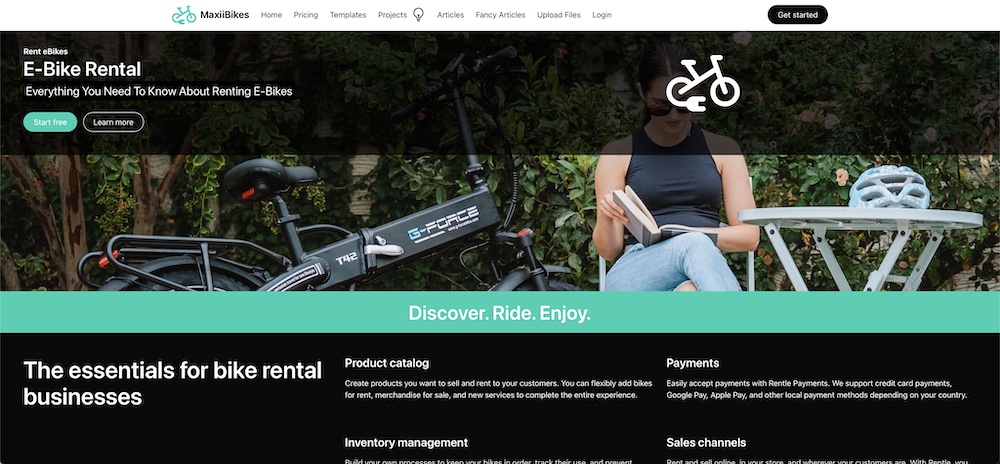 MaxiiBikes Home Pricing Templates Projects Articles Fancy Articles Upload Files Login Get started
Rent eBikes
E-Bike Rental
Everything You Need To Know About Renting E-Bikes
Start free Learn more
G-FORCE
T42
Discover. Ride. Enjoy.
The essentials for bike rental
businesses
Product catalog
Create products you want to sell and rent to your customers. You can flexibly add bikes
for rent, merchandise for sale, and new services to complete the entire experience.
Payments
Easily accept payments with Rentle Payments. We support credit card payments,
Google Pay, Apple Pay, and other local payment methods depending on your country.
Inventory management
Build your own processes to keep your bikes in order, track their use, and prevent
Sales channels
Rent and sell online, in your store, and wherever your customers are. With Rentle, you